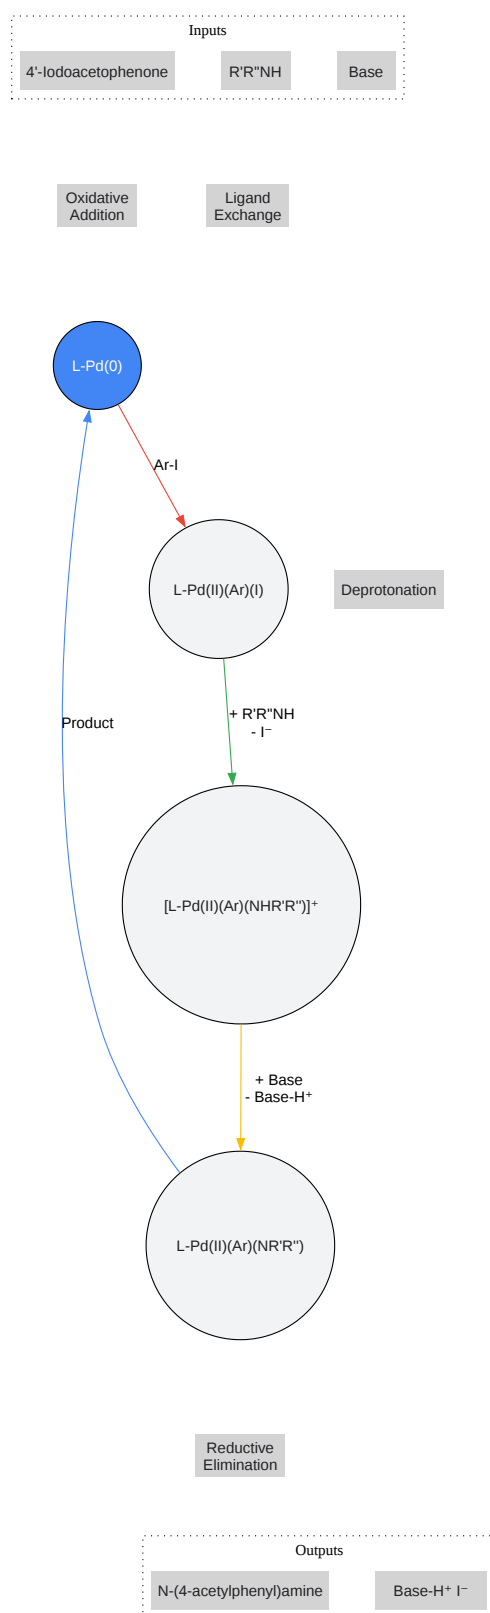 Inputs
4'-Iodoacetophenone
R'R''NH
Base
Oxidative
Addition
Ligand
Exchange
L-Pd(0)
Ar-I
L-Pd(II)(Ar)(I)
Deprotonation
+ R'R''NH
- I⁻
Product
[L-Pd(II)(Ar)(NHR'R'')]⁺
+ Base
- Base-H⁺
L-Pd(II)(Ar)(NR'R'')
Reductive
Elimination
Outputs
N-(4-acetylphenyl)amine
Base-H⁺ I⁻